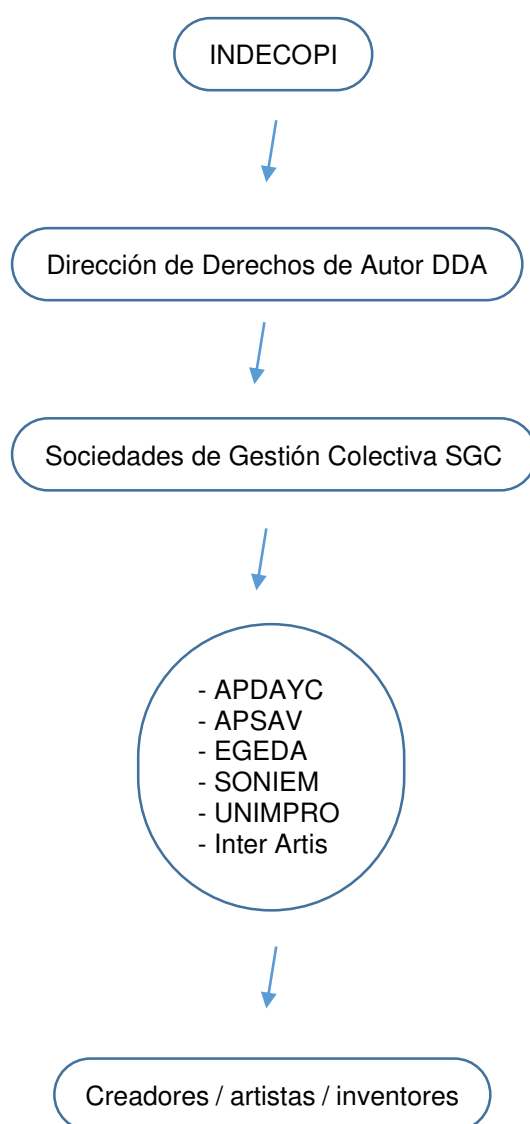 INDECOPI
Dirección de Derechos de Autor DDA
Sociedades de Gestión Colectiva SGC
- APDAYC
- APSAV
- EGEDA
- SONIEM
- UNIMPRO
- Inter Artis
Creadores / artistas / inventores